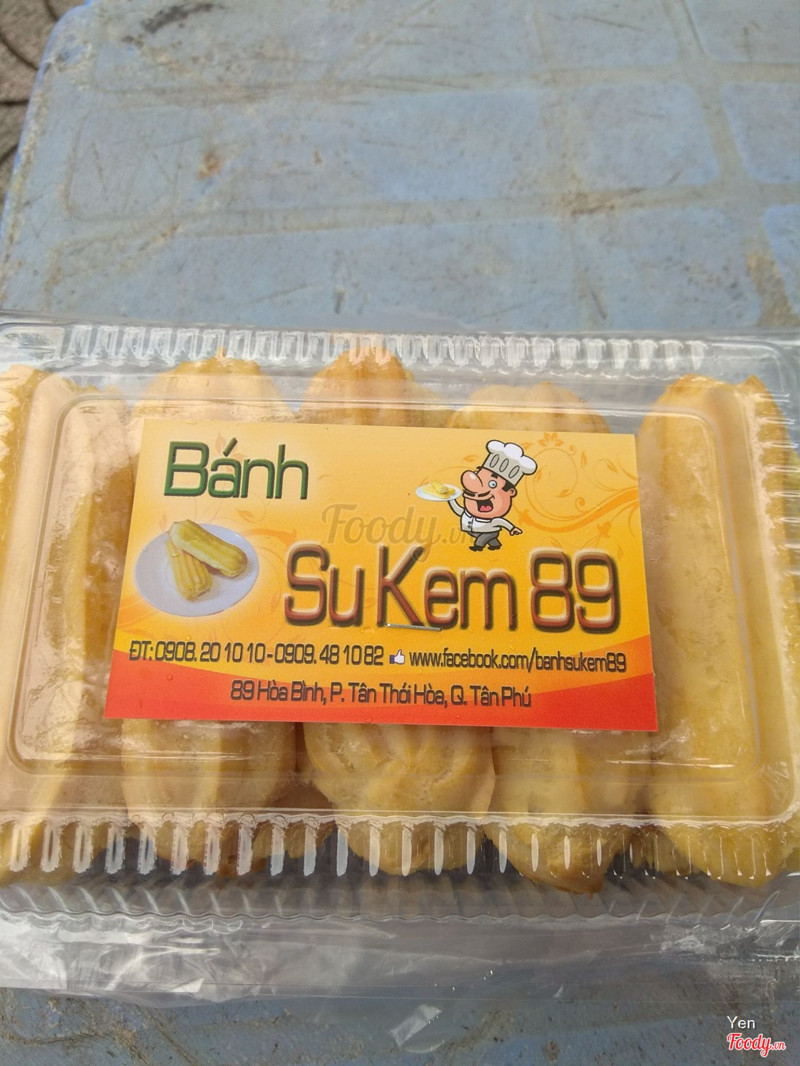 Bánh
Foody.vn
Su Kem 89
ĐT: 0908. 20 10 10 - 0909. 48 10 82 www.facebook.com/banhsukem89
89 Hòa Bình, P. Tân Thới Hòa, Q. Tân Phú
Yen
Foody.vn